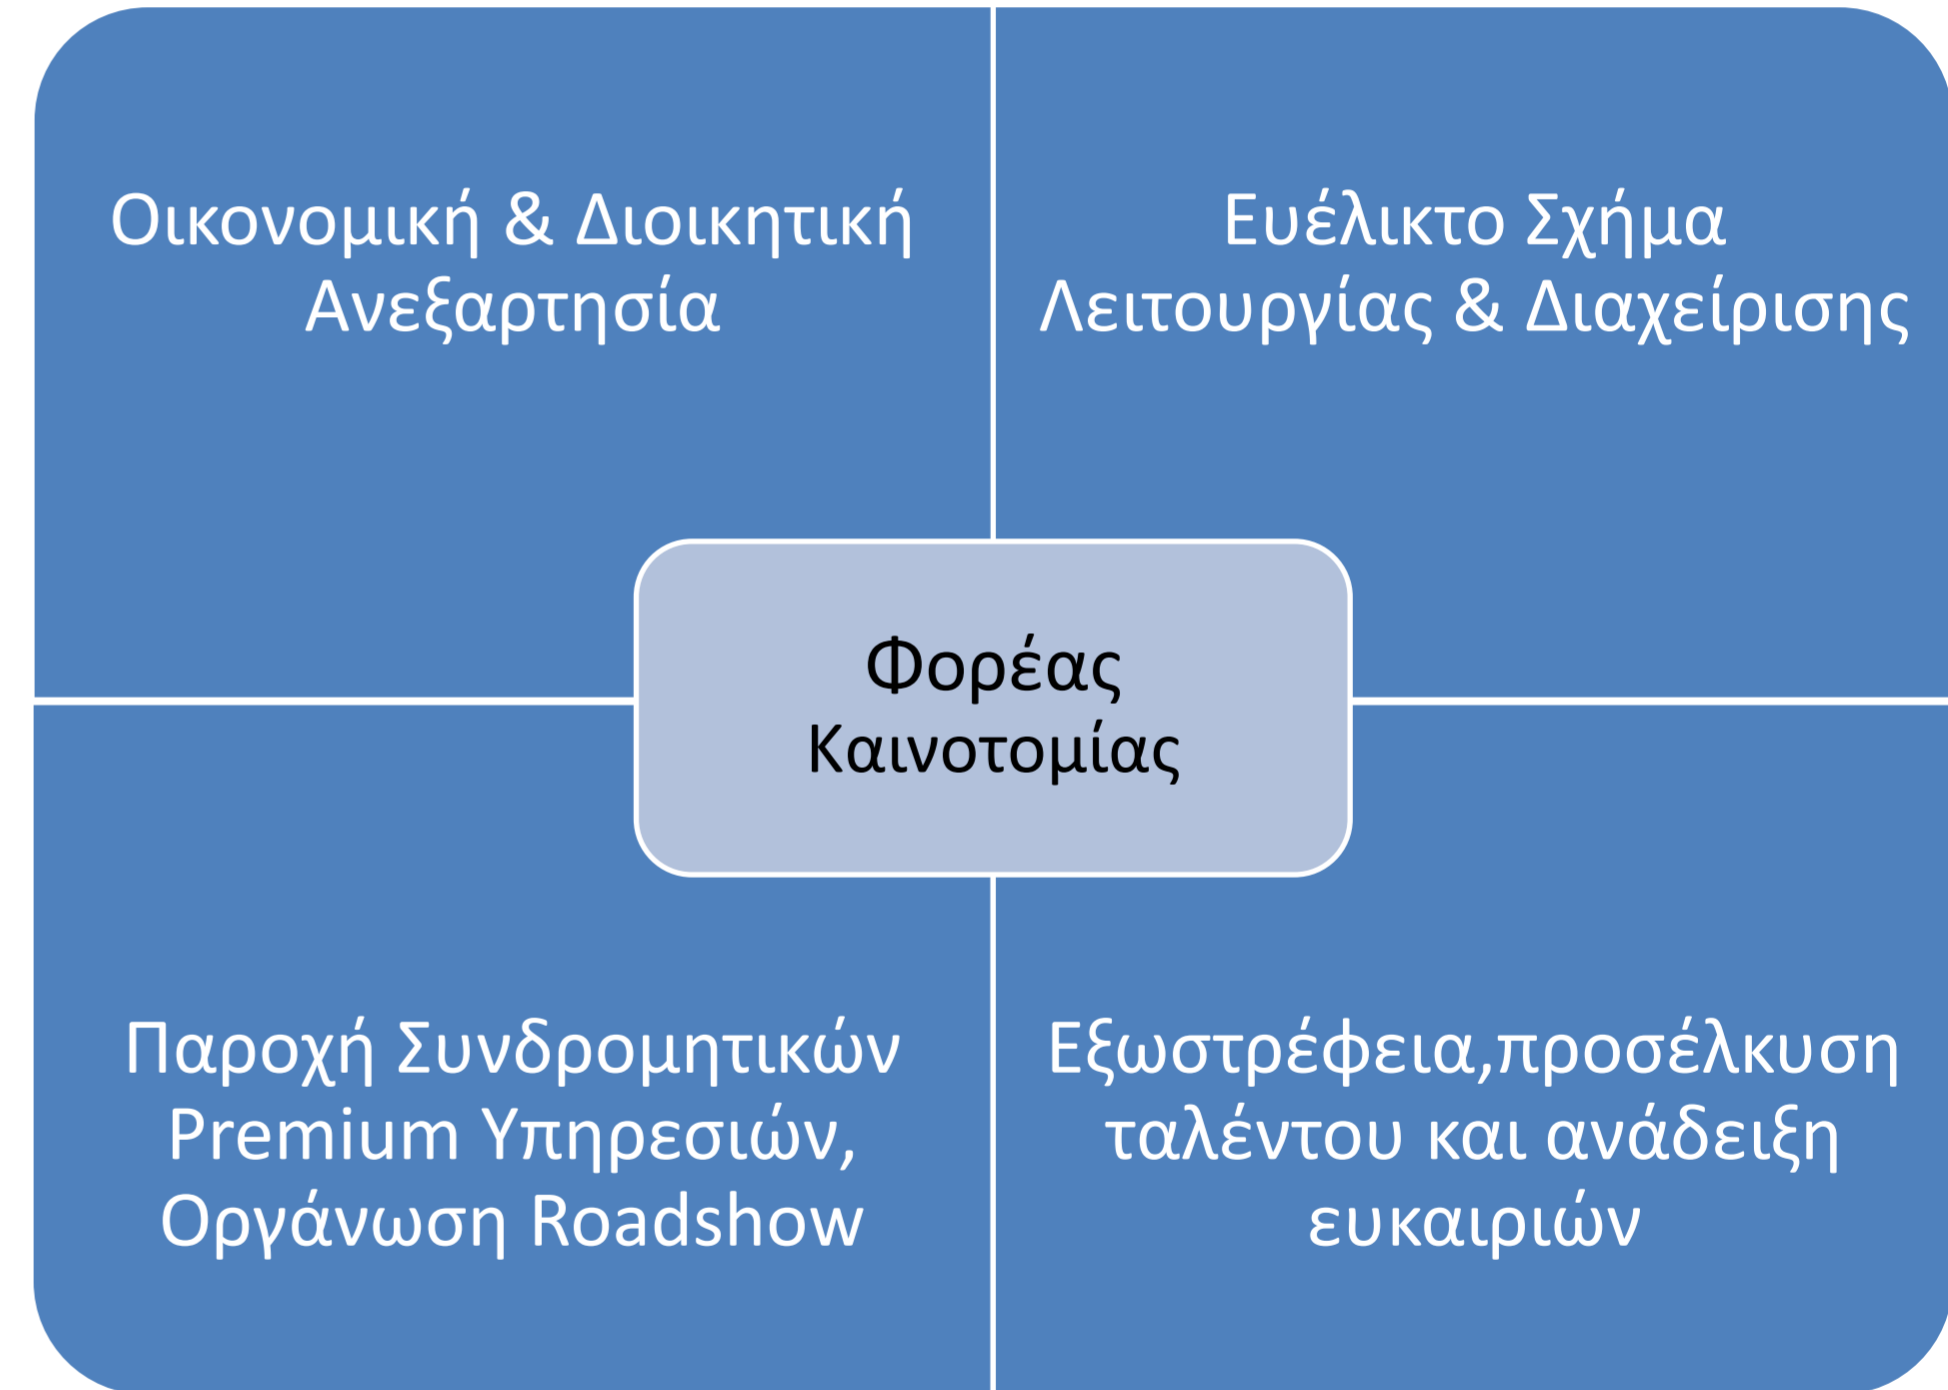 Οικονομική & Διοικητική
Ανεξαρτησία
Ευέλικτο Σχήμα
Λειτουργίας & Διαχείρισης
Φορέας
Καινοτομίας
Παροχή Συνδρομητικών
Premium Υπηρεσιών,
Οργάνωση Roadshow
Εξωστρέφεια,προσέλκυση
ταλέντου και ανάδειξη
ευκαιριών